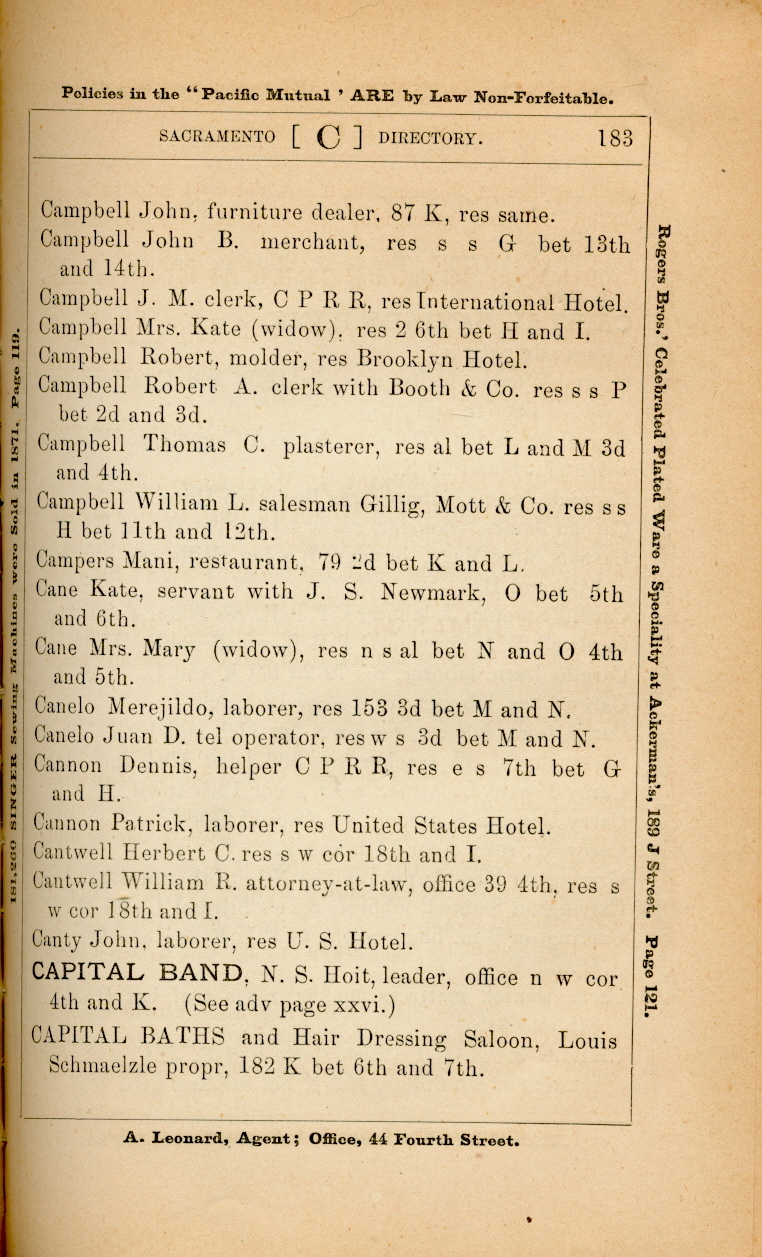 Policies in the “ Pacific Mutual ’ ARE by Law Non-Forfeitable.
SACRAMENTO [ C ] DIRECTORY. 183
Campbell John, furniture dealer, 87 K, res same.
Campbell John B. merchant, res s s G bet 13th
and 14th.
Campbell J. M. clerk, C P R R, res International Hotel.
Campbell Mrs. Kate (widow), res 2 6th bet H and I.
Campbell Robert, molder, res Brooklyn Hotel.
Campbell Robert A. clerk with Booth & Co. res s s P
bet 2d and 3d.
Campbell Thomas C. plasterer, res al bet L and M 3d
and 4th.
Campbell William L. salesman Gillig, Mott & Co. res s s
H bet 11th and 12th.
Campers Mani, restaurant, 79 2d bet K and L.
Cane Kate, servant with J. S. Newmark, O bet 5th
and 6th.
Cane Mrs. Mary (widow), res n s al bet N and O 4th
and 5th.
Canelo Merejildo, laborer, res 153 3d bet M and N.
Canelo Juan D. tel operator, res w s 3d bet M and N.
Cannon Dennis, helper C P R R, res e s 7th bet G
and H.
Cannon Patrick, laborer, res United States Hotel.
Cantwell Herbert C. res s w cor 18th and I.
Cantwell William R. attorney-at-law, office 39 4th, res s
w cor 18th and I.
Canty John, laborer, res U. S. Hotel.
CAPITAL BAND, N. S. Hoit, leader, office n w cor
4th and K. (See adv page xxvi.)
CAPITAL BATHS and Hair Dressing Saloon, Louis
Schmaelzle propr, 182 K bet 6th and 7th.
A. Leonard, Agent; Office, 44 Fourth Street.
181,260 SINGER Sewing Machines were Sold in 1871. Page 119.
Rogers Bros.’ Celebrated Plated Ware a Speciality at Ackerman's, 189 J Street. Page 121.